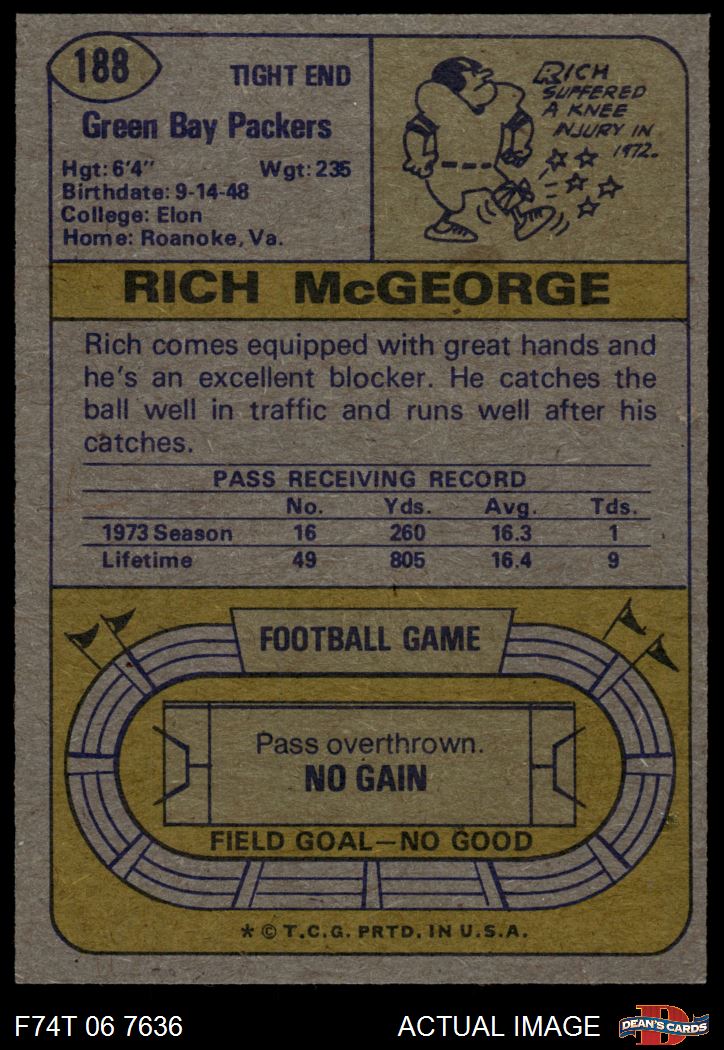 188
TIGHT END
Green Bay Packers
Hgt: 6'4" Wgt: 235
Birthdate: 9-14-48
College: Elon
Home: Roanoke, Va.
RICH
SUFFERED
A KNEE
INJURY IN
1972.
RICH McGEORGE
Rich comes equipped with great hands and
he's an excellent blocker. He catches the
ball well in traffic and runs well after his
catches.
PASS RECEIVING RECORD
No. Yds. Avg. Tds.
1973 Season 16 260 16.3 1
Lifetime 49 805 16.4 9
FOOTBALL GAME
Pass overthrown.
NO GAIN
FIELD GOAL—NO GOOD
* © T.C.G. PRTD. IN U.S.A.
F74T 06 7636
ACTUAL IMAGE
D
DEAN'S CARDS